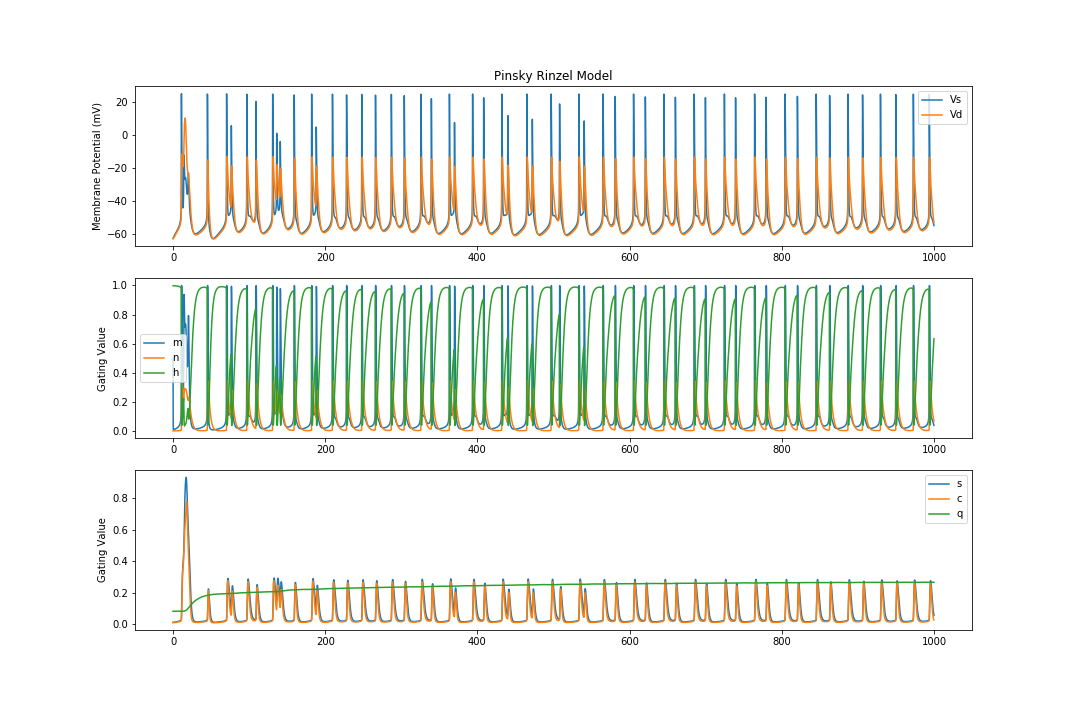 Pinsky Rinzel Model
Membrane Potential (mV)
20
0
−20
−40
−60
Vs
Vd
0 200 400 600 800 1000
Gating Value
1.0
0.8
0.6
0.4
0.2
0.0
m
n
h
0 200 400 600 800 1000
Gating Value
0.8
0.6
0.4
0.2
0.0
s
c
q
0 200 400 600 800 1000